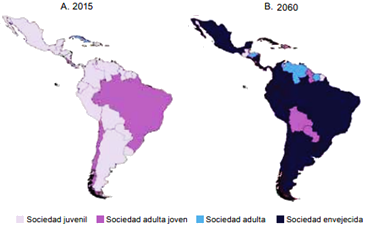 A. 2015
B. 2060
Sociedad juvenil
Sociedad adulta joven
Sociedad adulta
Sociedad envejecida